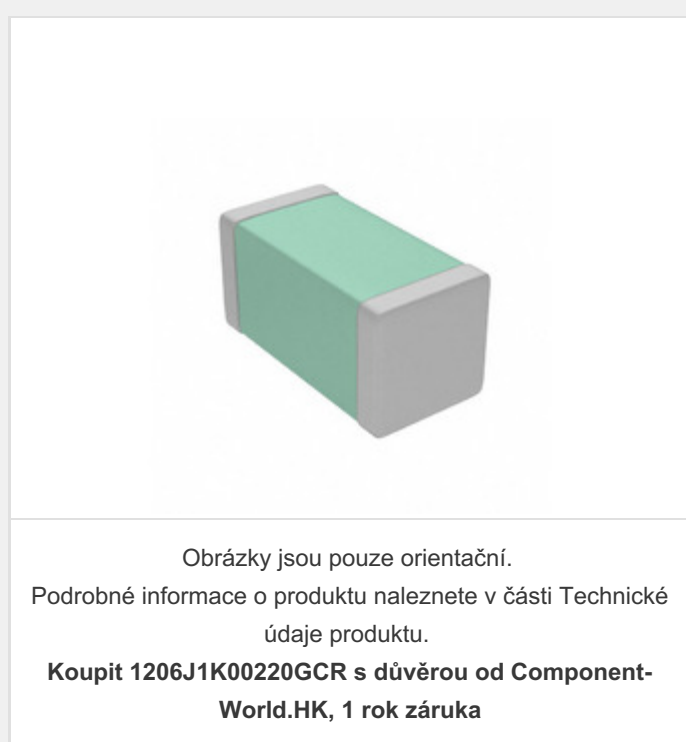 Obrázky jsou pouze orientační.
Podrobné informace o produktu naleznete v části Technické
údaje produktu.
Koupit 1206J1K00220GCR s důvěrou od Component-
World.HK, 1 rok záruka